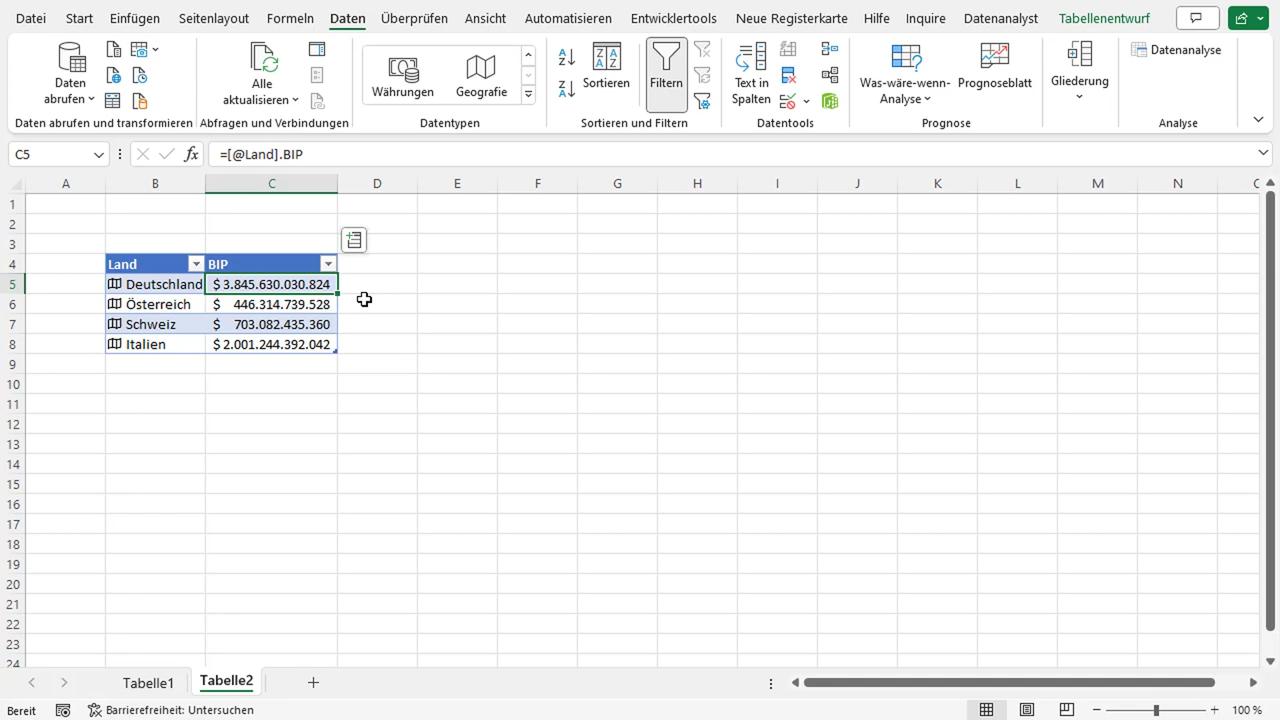 Datei Start Einfügen Seitenlayout Formeln Daten Überprüfen Ansicht Automatisieren Entwicklertools Neue Registerkarte Hilfe Inquire Datenanalyst Tabellenentwurf
Daten abrufen
Alle aktualisieren
Währungen
Geografie
Sortieren
Filtern
Text in Spalten
Was-wäre-wenn-Analyse
Prognoseblatt
Gliederung
Datenanalyse
Daten abrufen und transformieren Abfragen und Verbindungen Datentypen Sortieren und Filtern Datentools Prognose Analyse
C5 fx =[@Land].BIP
A B C D E F G H I J K L M N
1
2
3
4 Land BIP
5 Deutschland $ 3.845.630.030.824
6 Österreich $ 446.314.739.528
7 Schweiz $ 703.082.435.360
8 Italien $ 2.001.244.392.042
9
10
11
12
13
14
15
16
17
18
19
20
21
22
23
24
Tabelle1 Tabelle2
Bereit Barrierefreiheit: Untersuchen 100 %